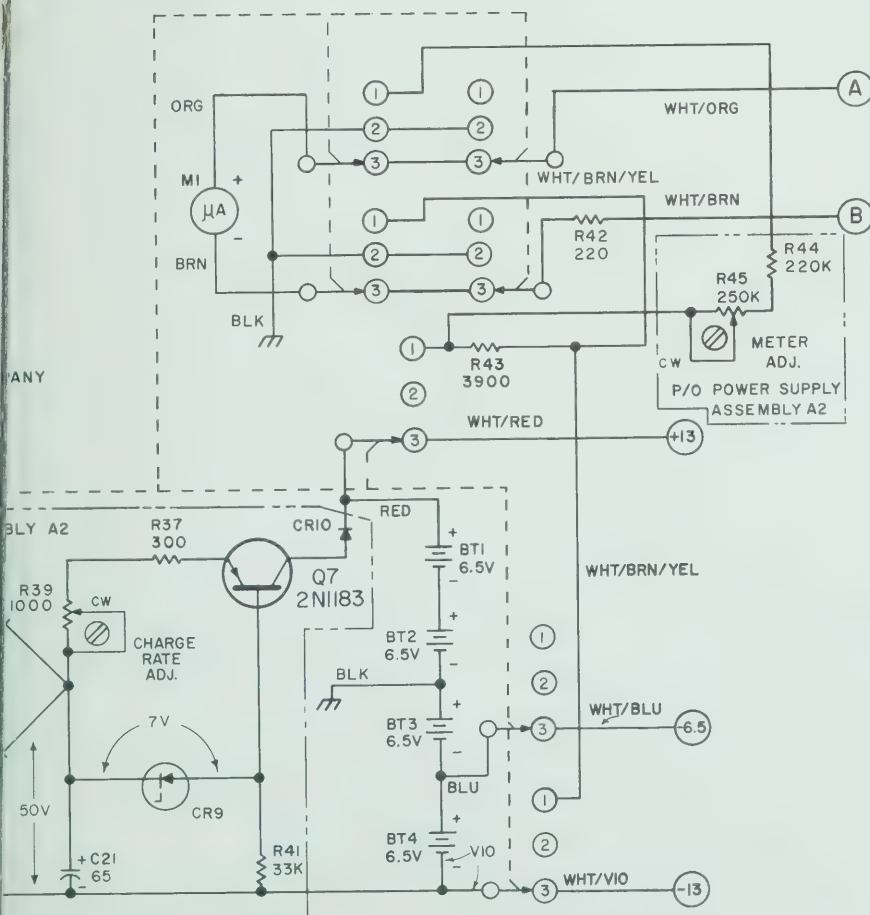 ORG
M1
+
μA
-
BRN
BLK
1
2
3
1
2
3
1
2
3
1
2
3
WHT/ORG
A
WHT/BRN/YEL
WHT/BRN
B
R42
220
R44
220K
R45
250K
CW
METER
ADJ.
P/O POWER SUPPLY
ASSEMBLY A2
1
R43
3900
2
WHT/RED
3
+13
PANY
BLY A2
R37
300
CR10
RED
Q7
2N1183
R39
1000
CW
CHARGE
RATE
ADJ.
+
BT1
6.5V
-
+
BT2
6.5V
-
BLK
+
BT3
6.5V
-
BLU
+
BT4
6.5V
-
VIO
WHT/BRN/YEL
1
2
3
WHT/BLU
-6.5
1
2
3
WHT/VIO
-13
7V
CR9
50V
+
C21
65
-
R41
33K